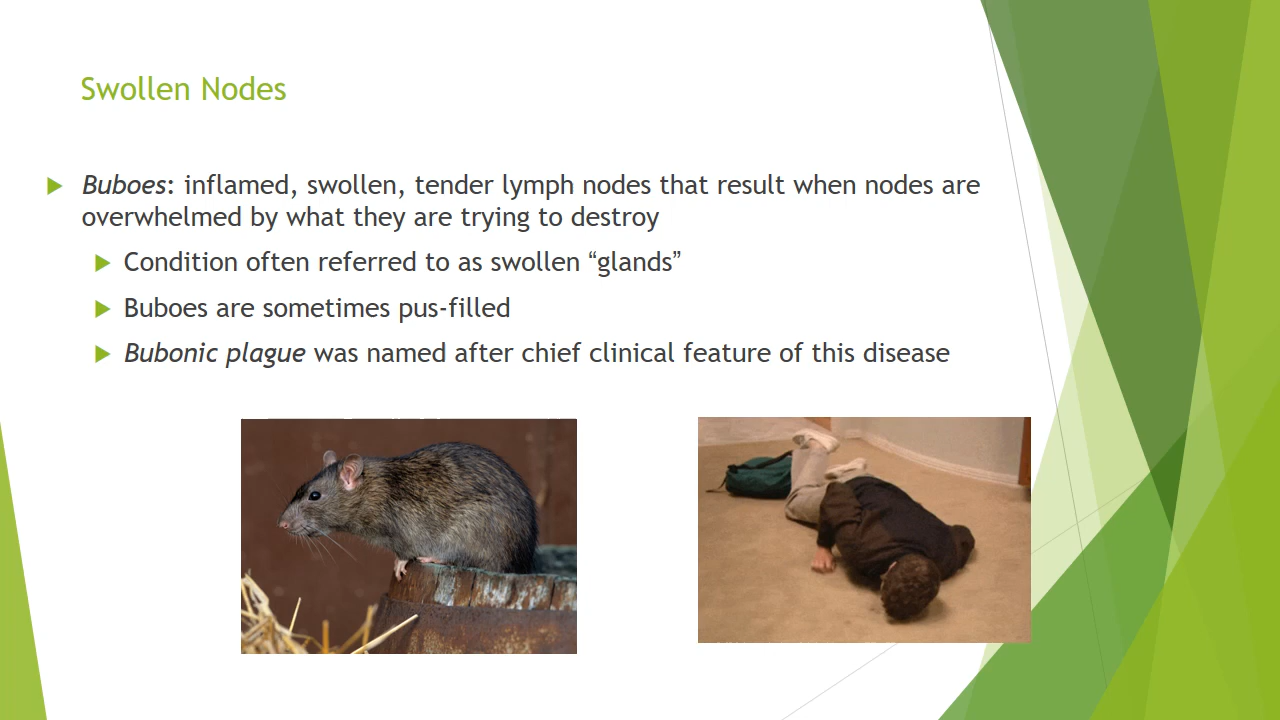 Swollen Nodes
Buboes: inflamed, swollen, tender lymph nodes that result when nodes are
overwhelmed by what they are trying to destroy
Condition often referred to as swollen “glands”
Buboes are sometimes pus-filled
Bubonic plague was named after chief clinical feature of this disease